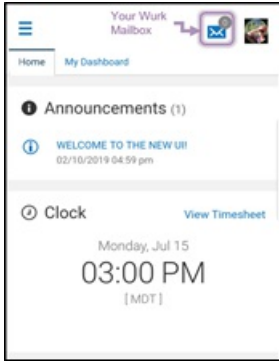 Your Wurk
Mailbox
Home My Dashboard
Announcements (1)
WELCOME TO THE NEW UI!
02/10/2019 04:59 pm
Clock View Timesheet
Monday, Jul 15
03:00 PM
[ MDT ]